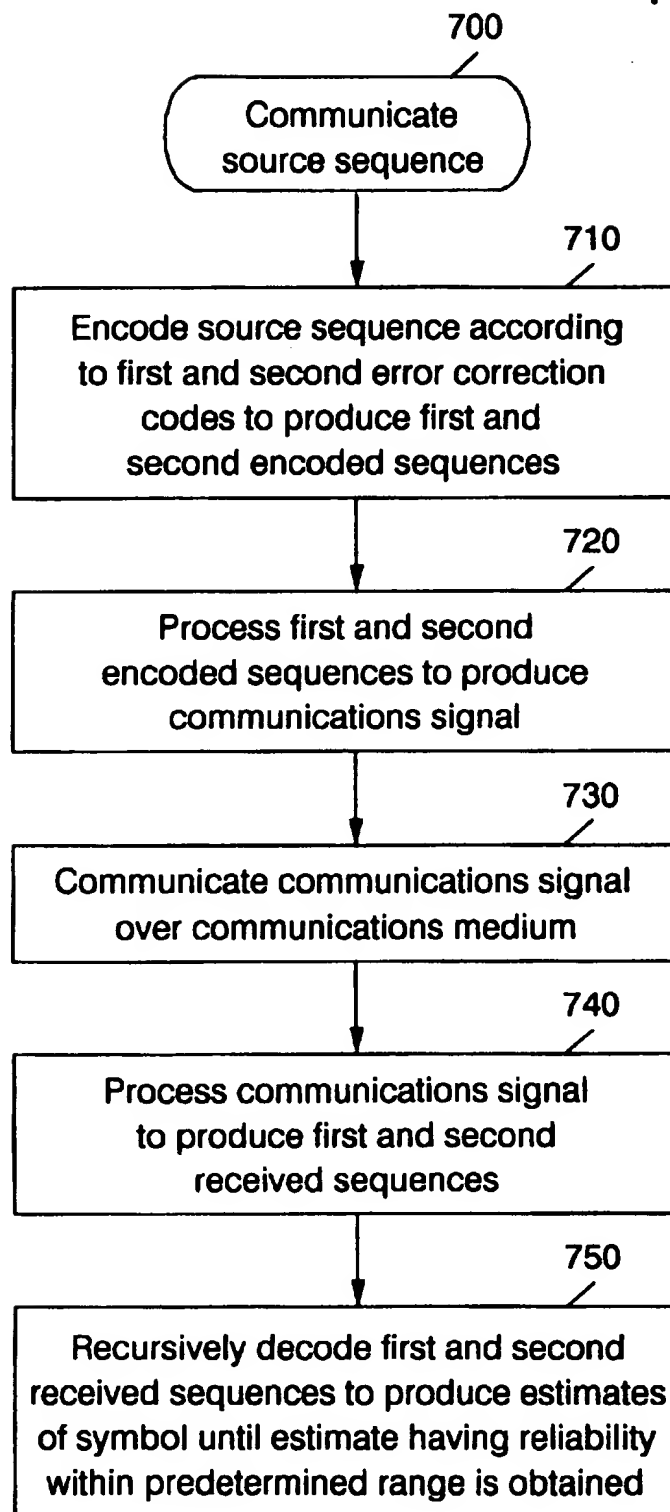 700
Communicate
source sequence
710
Encode source sequence according
to first and second error correction
codes to produce first and
second encoded sequences
720
Process first and second
encoded sequences to produce
communications signal
730
Communicate communications signal
over communications medium
740
Process communications signal
to produce first and second
received sequences
750
Recursively decode first and second
received sequences to produce estimates
of symbol until estimate having reliability
within predetermined range is obtained